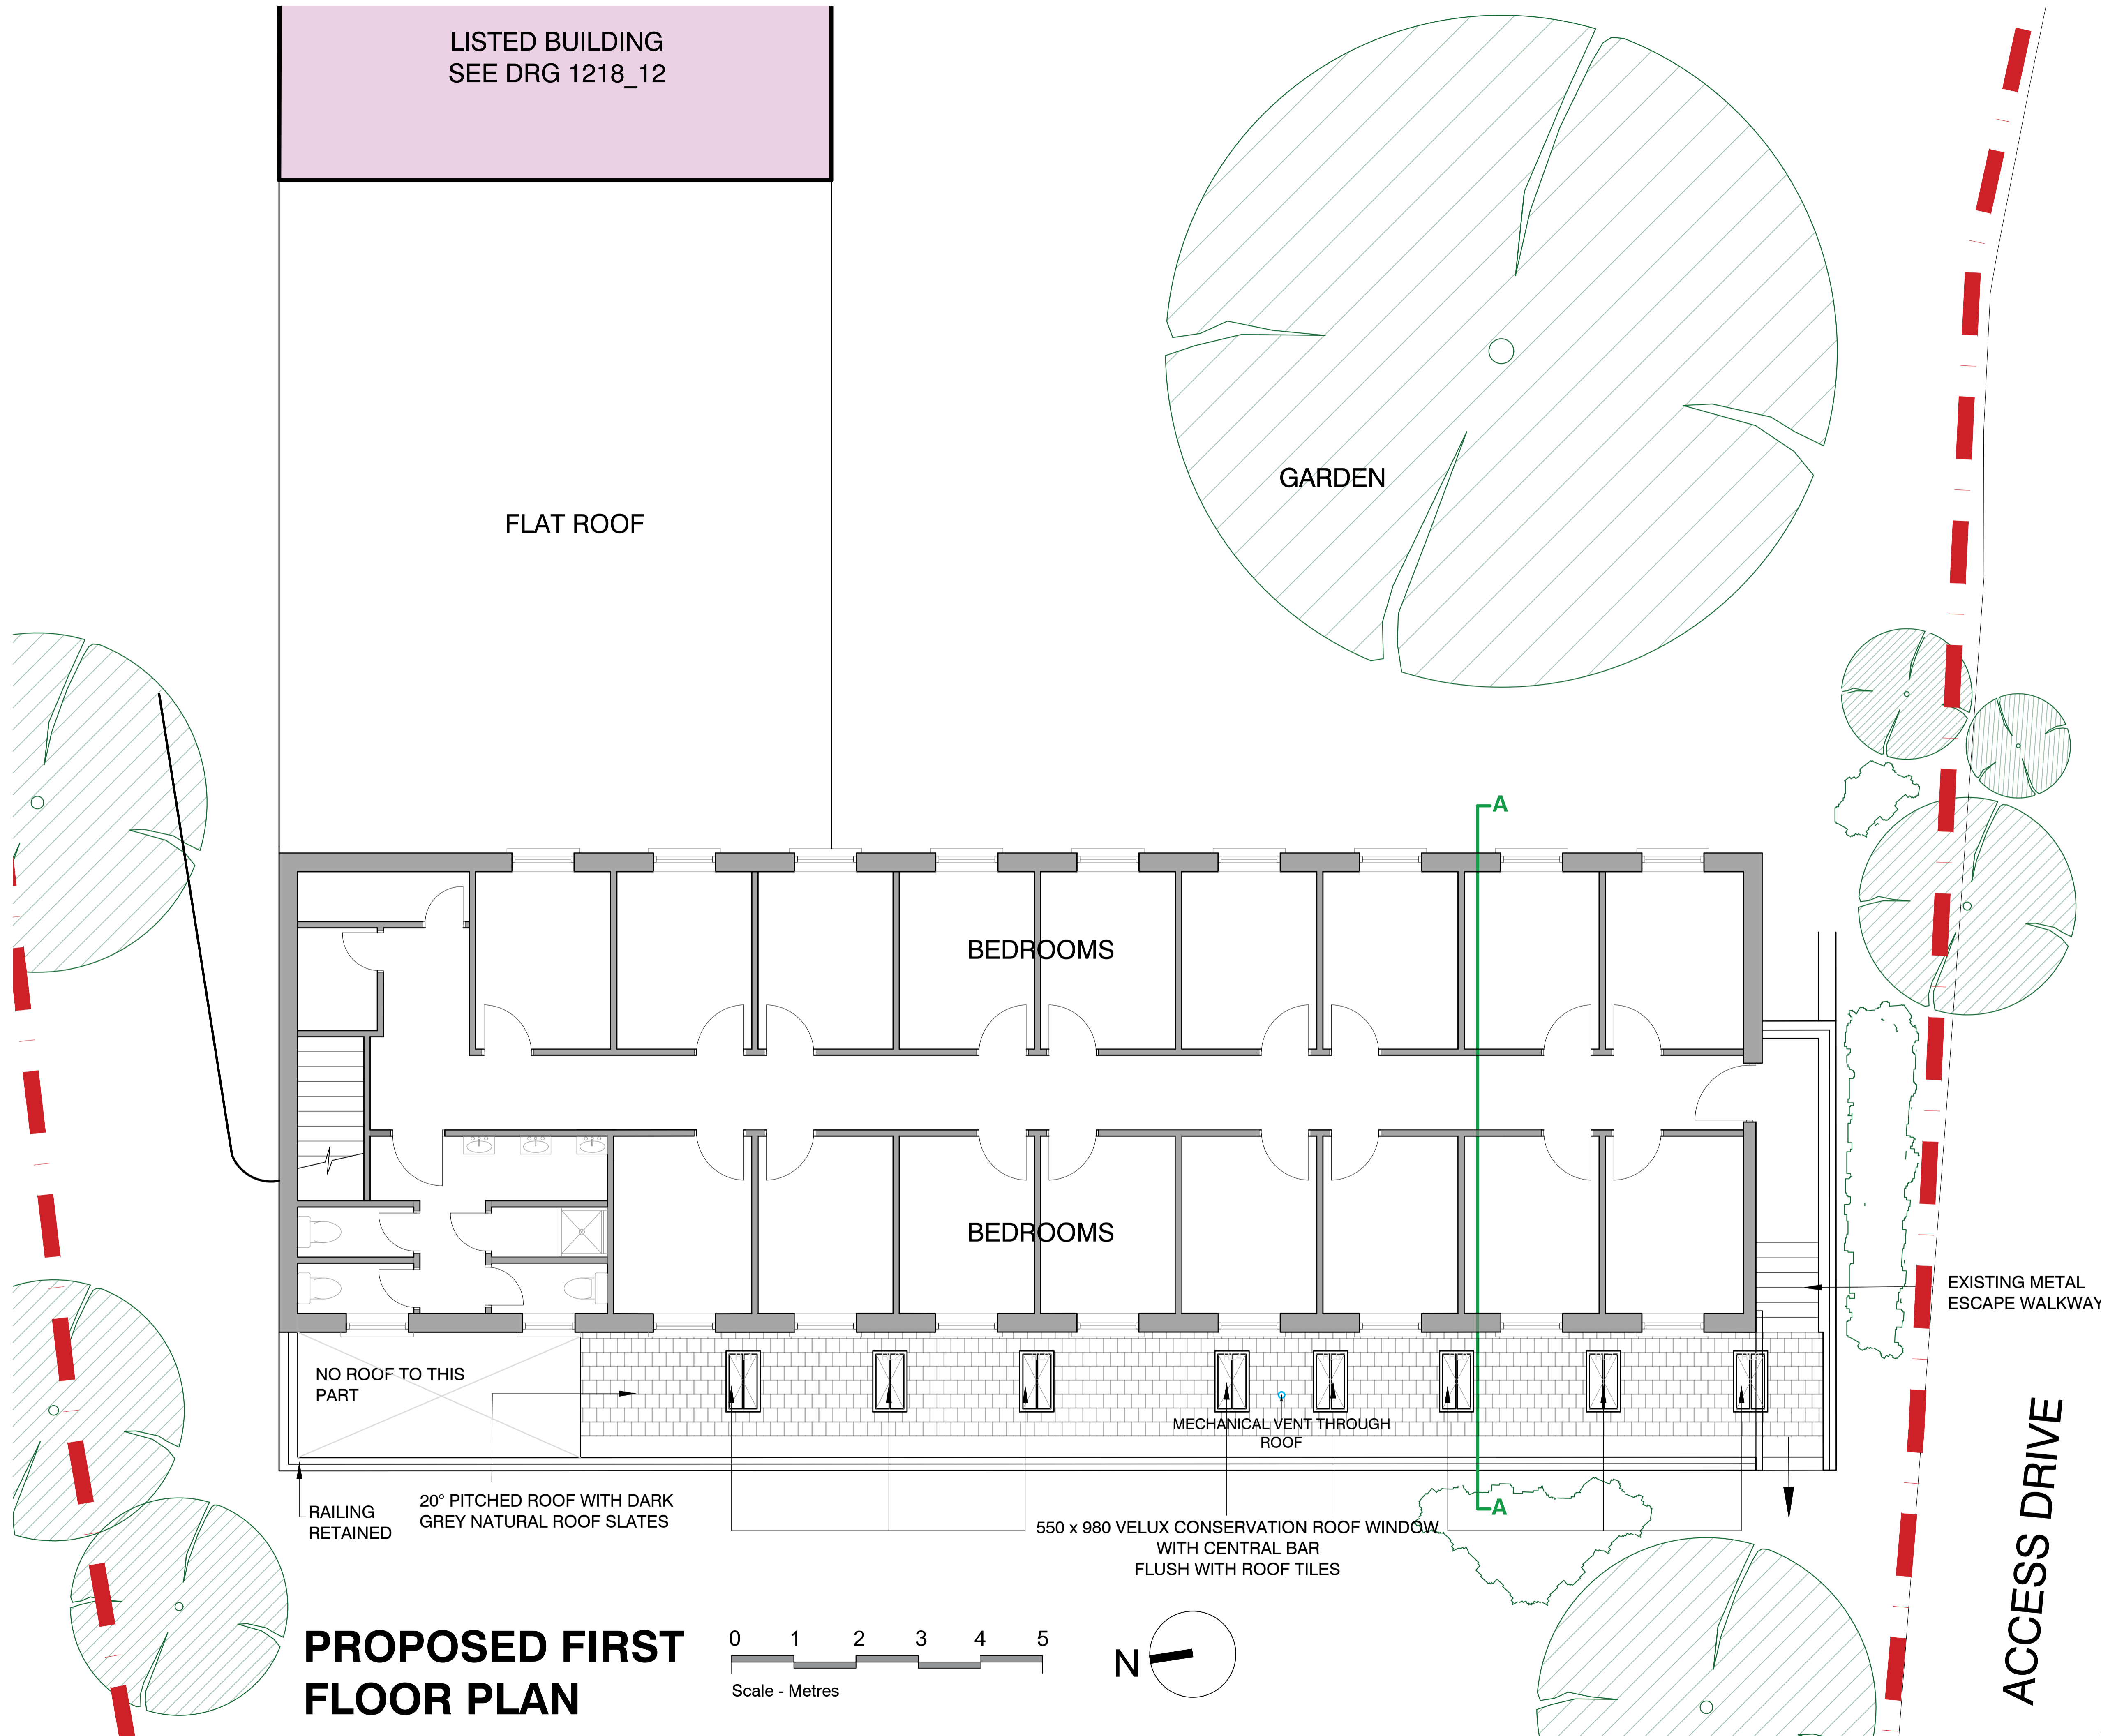 LISTED BUILDING
SEE DRG 1218_12
FLAT ROOF
GARDEN
A
BEDROOMS
BEDROOMS
EXISTING METAL
ESCAPE WALKWAY
NO ROOF TO THIS
PART
MECHANICAL VENT THROUGH
ROOF
RAILING
RETAINED
20° PITCHED ROOF WITH DARK
GREY NATURAL ROOF SLATES
A
550 x 980 VELUX CONSERVATION ROOF WINDOW
WITH CENTRAL BAR
FLUSH WITH ROOF TILES
ACCESS DRIVE
PROPOSED FIRST
FLOOR PLAN
0 1 2 3 4 5
Scale - Metres
N